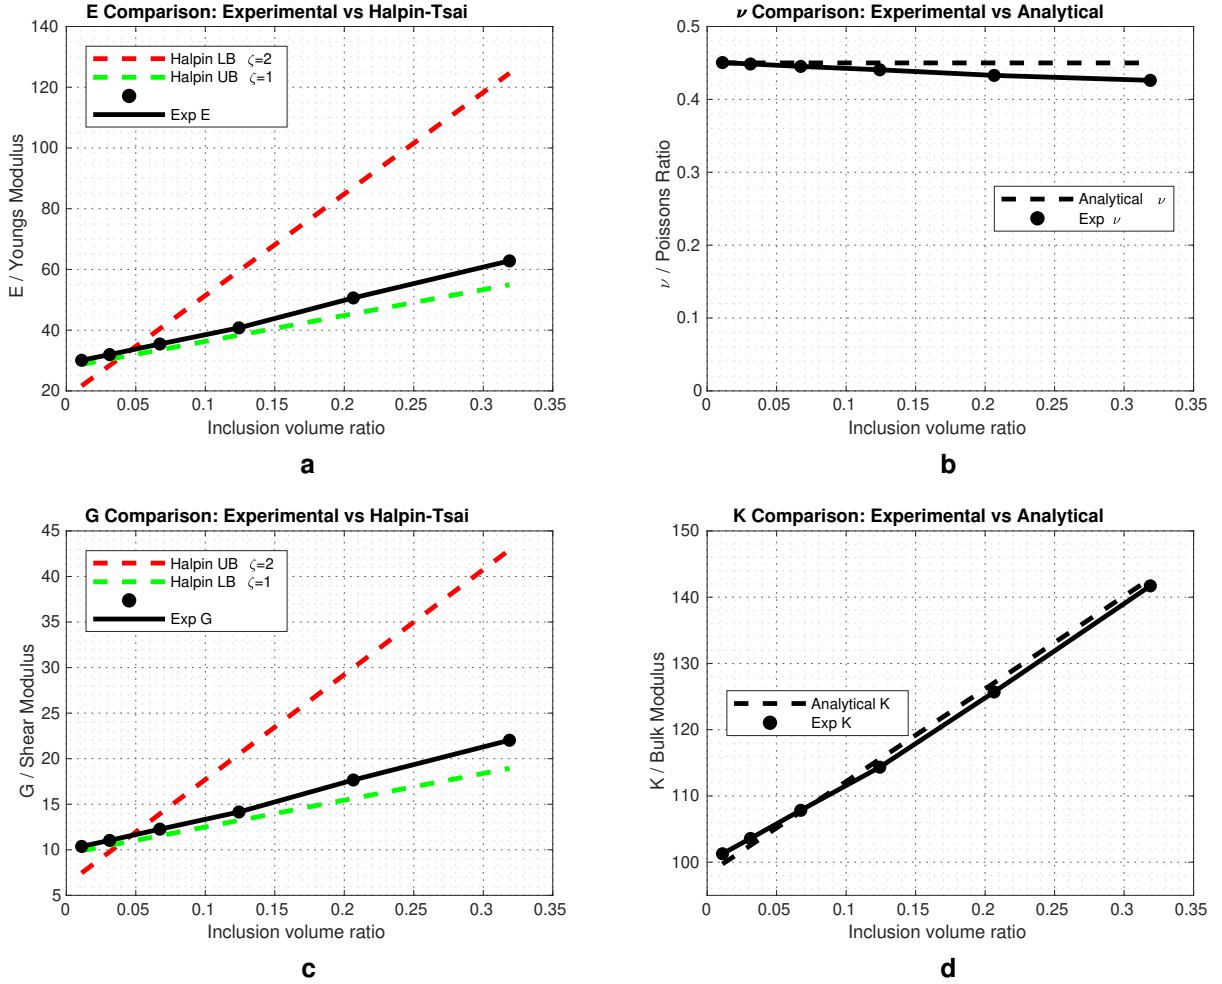 E Comparison: Experimental vs Halpin-Tsai
E / Youngs Modulus
140
120
100
80
60
40
20
Halpin LB ζ=2
Halpin UB ζ=1
Exp E
0 0.05 0.1 0.15 0.2 0.25 0.3 0.35
Inclusion volume ratio
a
ν Comparison: Experimental vs Analytical
ν / Poissons Ratio
0.5
0.4
0.3
0.2
0.1
0
Analytical ν
Exp ν
0 0.05 0.1 0.15 0.2 0.25 0.3 0.35
Inclusion volume ratio
b
G Comparison: Experimental vs Halpin-Tsai
G / Shear Modulus
45
40
35
30
25
20
15
10
5
Halpin UB ζ=2
Halpin LB ζ=1
Exp G
0 0.05 0.1 0.15 0.2 0.25 0.3 0.35
Inclusion volume ratio
c
K Comparison: Experimental vs Analytical
K / Bulk Modulus
150
140
130
120
110
100
Analytical K
Exp K
0 0.05 0.1 0.15 0.2 0.25 0.3 0.35
Inclusion volume ratio
d